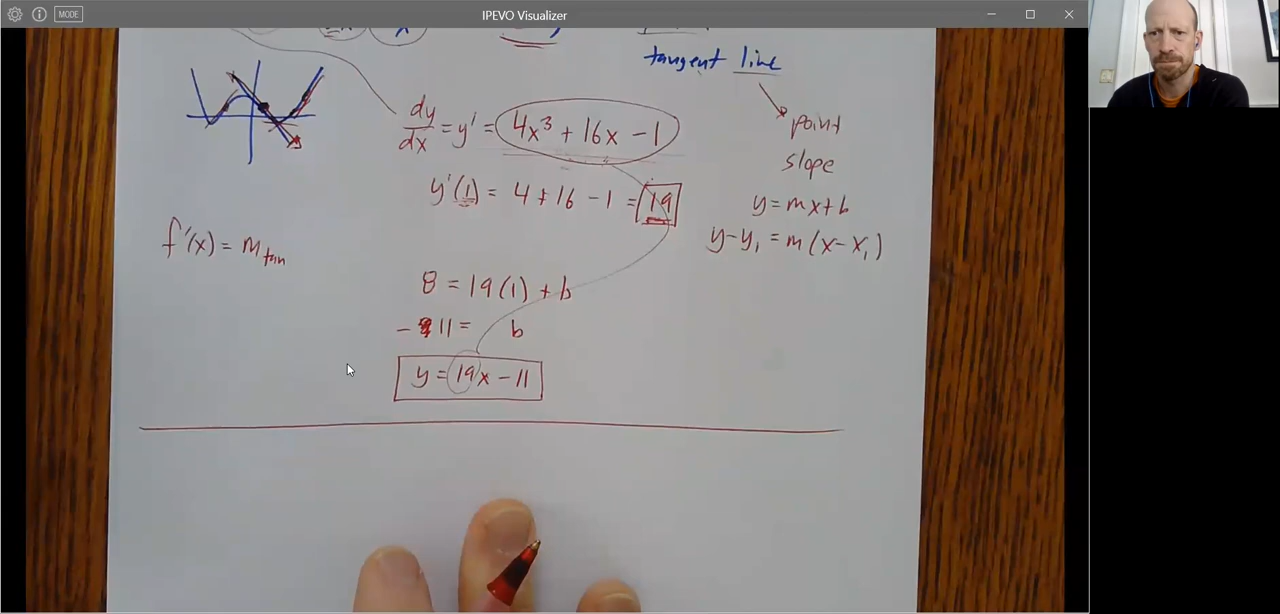 MODE
IPEVO Visualizer
tangent line
dy/dx = y' = 4x³ + 16x - 1
point
slope
y'(1) = 4 + 16 - 1 = 19
y = mx + b
f'(x) = m tan
y - y₁ = m(x - x₁)
8 = 19(1) + b
- 11 = b
y = 19x - 11